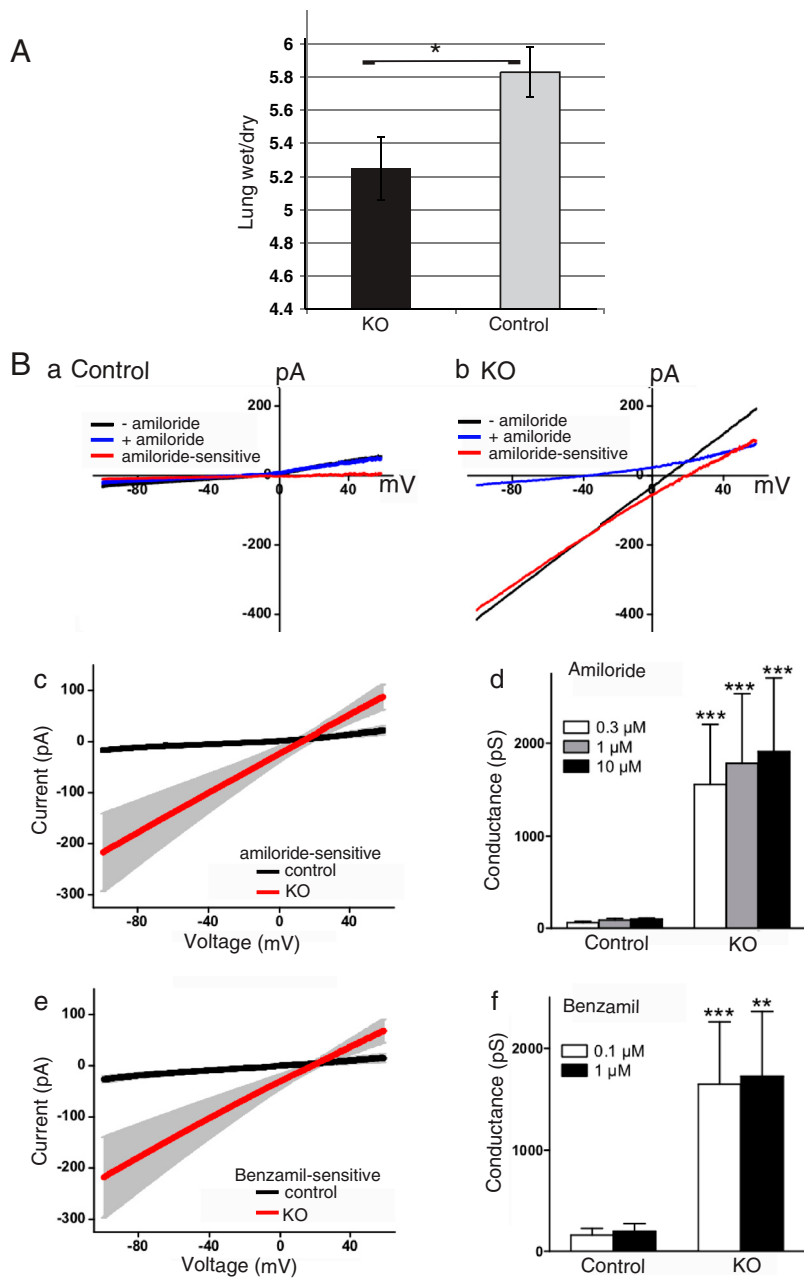 A
Lung wet/dry
6
5.8
5.6
5.4
5.2
5
4.8
4.6
4.4
*
KO
Control
B
a Control
pA
- amiloride
+ amiloride
amiloride-sensitive
200
-80
-40
0
40
mV
-200
-400
b KO
pA
- amiloride
+ amiloride
amiloride-sensitive
200
-80
-40
0
40
mV
-200
-400
c
Current (pA)
100
0
-100
-200
-300
amiloride-sensitive
control
KO
-80
-40
0
40
Voltage (mV)
d
Amiloride
0.3 µM
1 µM
10 µM
***
***
***
Conductance (pS)
2000
1000
0
Control
KO
e
Current (pA)
100
0
-100
-200
-300
Benzamil-sensitive
control
KO
-80
-40
0
40
Voltage (mV)
f
Benzamil
0.1 µM
1 µM
***
**
Conductance (pS)
2000
1000
0
Control
KO